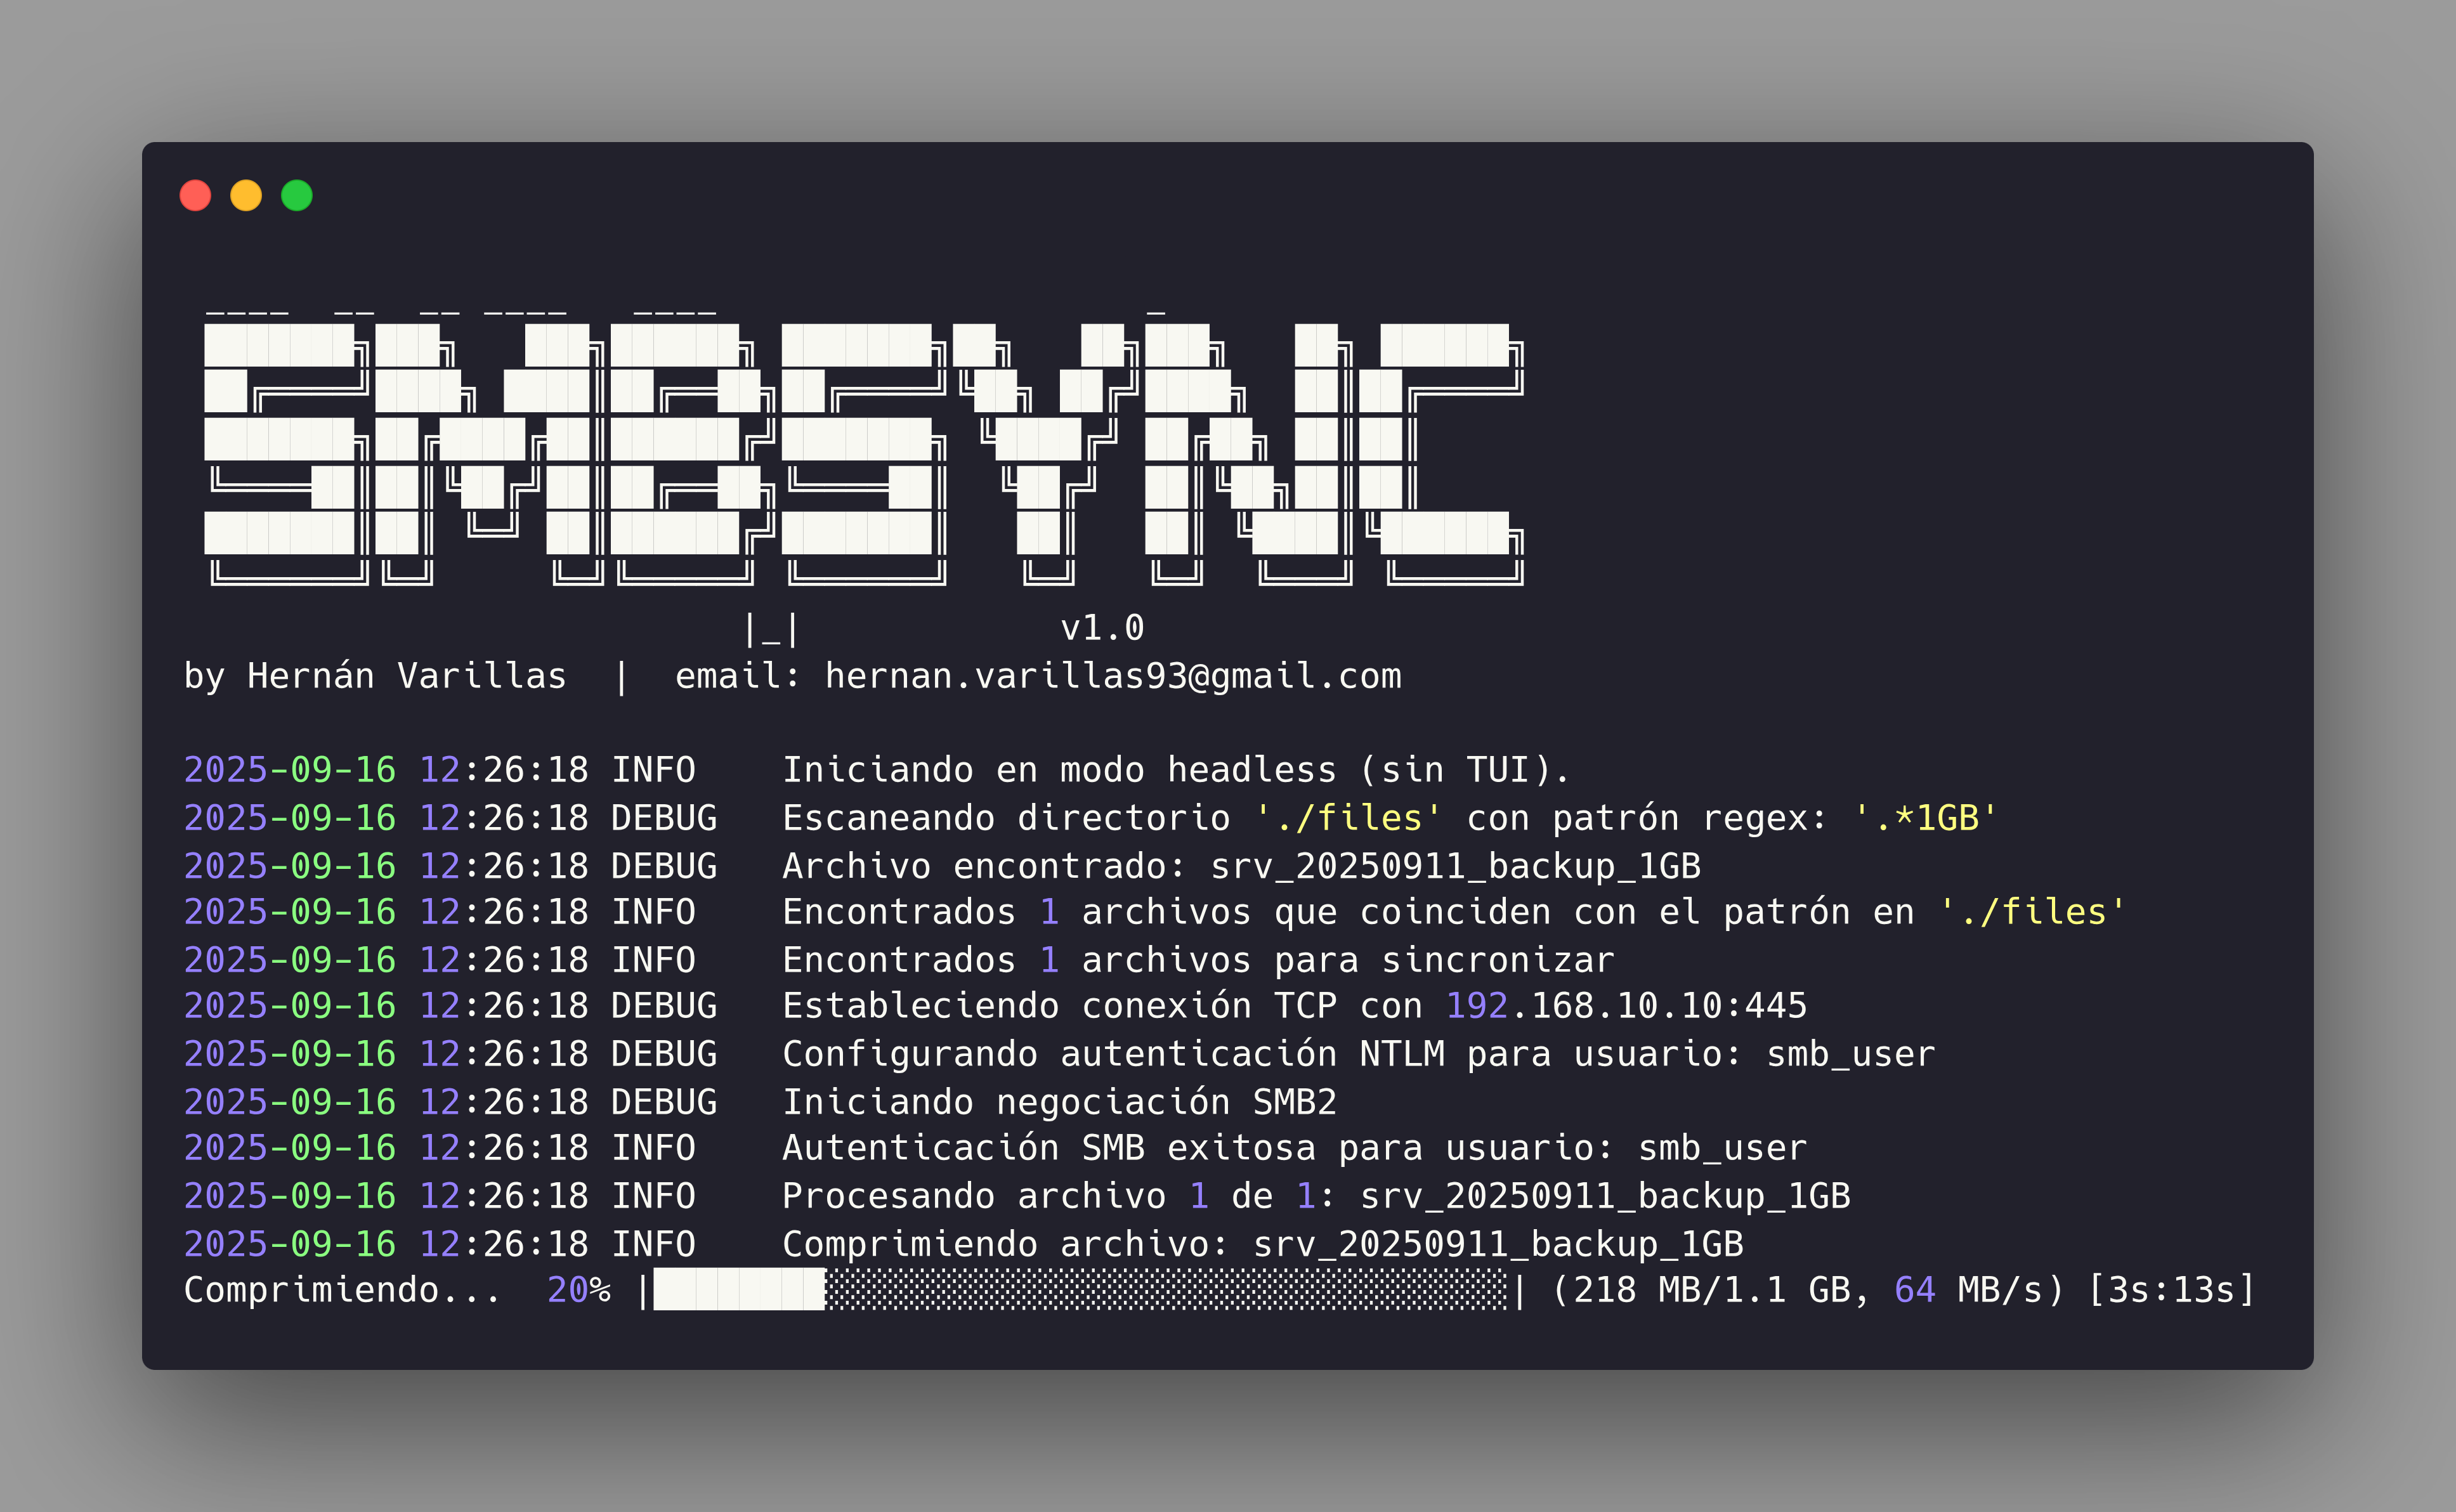 SMBSYNC
|_| v1.0
by Hernán Varillas | email: hernan.varillas93@gmail.com
2025-09-16 12:26:18 INFO Iniciando en modo headless (sin TUI).
2025-09-16 12:26:18 DEBUG Escaneando directorio './files' con patrón regex: '.*1GB'
2025-09-16 12:26:18 DEBUG Archivo encontrado: srv_20250911_backup_1GB
2025-09-16 12:26:18 INFO Encontrados 1 archivos que coinciden con el patrón en './files'
2025-09-16 12:26:18 INFO Encontrados 1 archivos para sincronizar
2025-09-16 12:26:18 DEBUG Estableciendo conexión TCP con 192.168.10.10:445
2025-09-16 12:26:18 DEBUG Configurando autenticación NTLM para usuario: smb_user
2025-09-16 12:26:18 DEBUG Iniciando negociación SMB2
2025-09-16 12:26:18 INFO Autenticación SMB exitosa para usuario: smb_user
2025-09-16 12:26:18 INFO Procesando archivo 1 de 1: srv_20250911_backup_1GB
2025-09-16 12:26:18 INFO Comprimiendo archivo: srv_20250911_backup_1GB
Comprimiendo... 20% |████████░░░░░░░░░░░░░░░░░░░░░░░░░░░░░░░░| (218 MB/1.1 GB, 64 MB/s) [3s:13s]